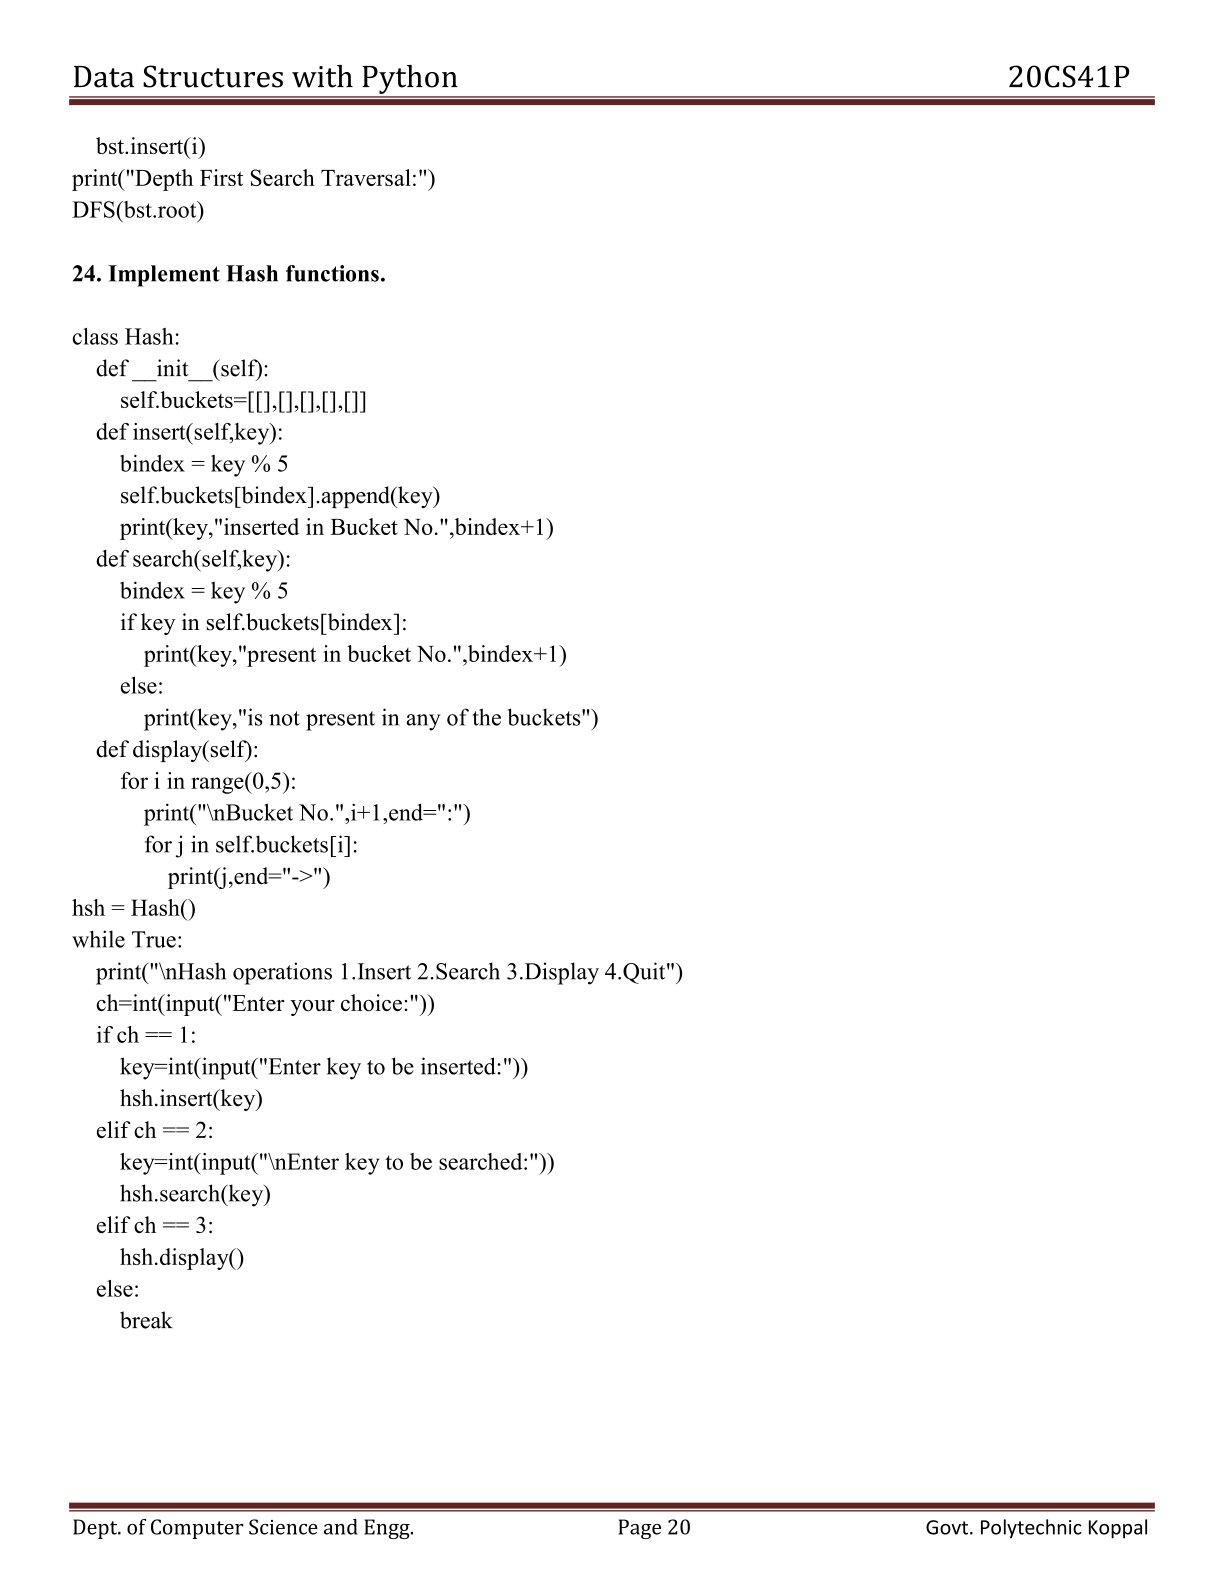 Data Structures with Python 20CS41P
bst.insert(i)
print("Depth First Search Traversal:")
DFS(bst.root)
24. Implement Hash functions.
class Hash:
def __init__(self):
self.buckets=[[],[],[],[],[]]
def insert(self,key):
bindex = key % 5
self.buckets[bindex].append(key)
print(key,"inserted in Bucket No.",bindex+1)
def search(self,key):
bindex = key % 5
if key in self.buckets[bindex]:
print(key,"present in bucket No.",bindex+1)
else:
print(key,"is not present in any of the buckets")
def display(self):
for i in range(0,5):
print("\nBucket No.",i+1,end=":")
for j in self.buckets[i]:
print(j,end="->")
hsh = Hash()
while True:
print("\nHash operations 1.Insert 2.Search 3.Display 4.Quit")
ch=int(input("Enter your choice:"))
if ch == 1:
key=int(input("Enter key to be inserted:"))
hsh.insert(key)
elif ch == 2:
key=int(input("\nEnter key to be searched:"))
hsh.search(key)
elif ch == 3:
hsh.display()
else:
break
Dept. of Computer Science and Engg. Page 20 Govt. Polytechnic Koppal